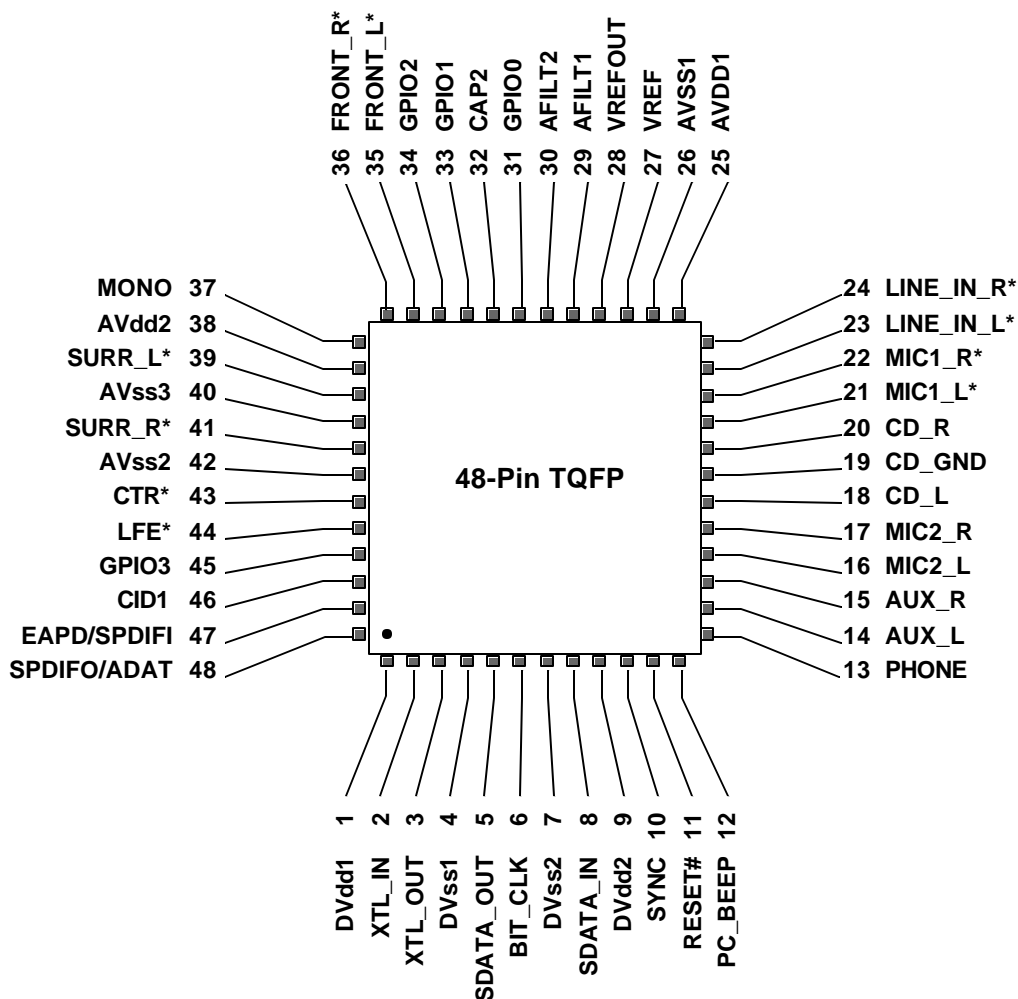 36 FRONT_R*
35 FRONT_L*
34 GPIO2
33 GPIO1
32 CAP2
31 GPIO0
30 AFILT2
29 AFILT1
28 VREFOUT
27 VREF
26 AVSS1
25 AVDD1
MONO 37
AVdd2 38
SURR_L* 39
AVss3 40
SURR_R* 41
AVss2 42
CTR* 43
LFE* 44
GPIO3 45
CID1 46
EAPD/SPDIFI 47
SPDIFO/ADAT 48
48-Pin TQFP
24 LINE_IN_R*
23 LINE_IN_L*
22 MIC1_R*
21 MIC1_L*
20 CD_R
19 CD_GND
18 CD_L
17 MIC2_R
16 MIC2_L
15 AUX_R
14 AUX_L
13 PHONE
DVdd1 1
XTL_IN 2
XTL_OUT 3
DVss1 4
SDATA_OUT 5
BIT_CLK 6
DVss2 7
SDATA_IN 8
DVdd2 9
SYNC 10
RESET# 11
PC_BEEP 12